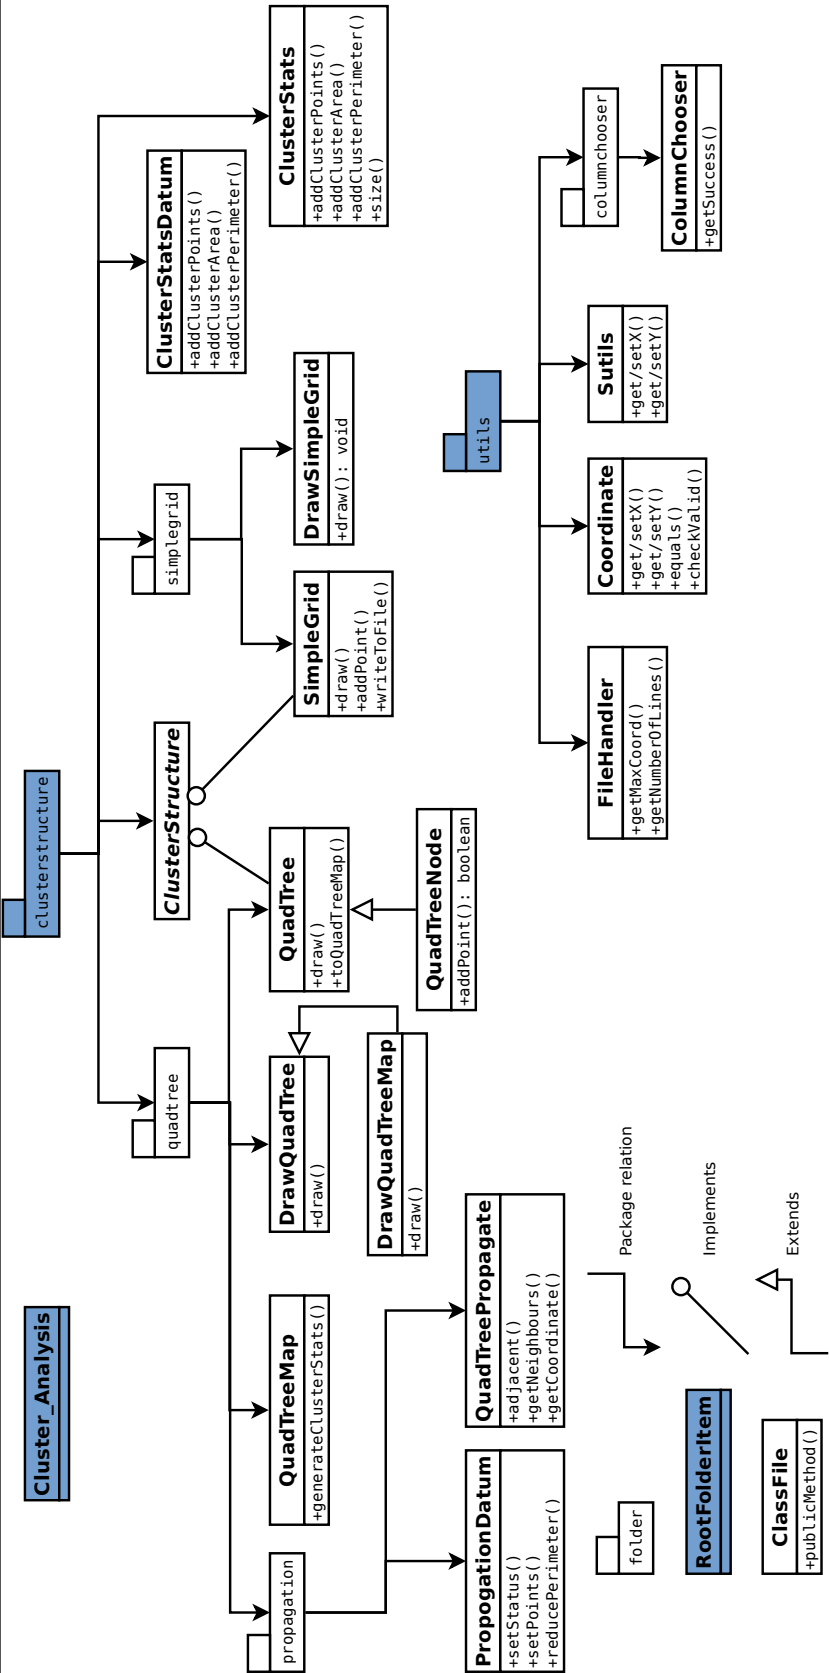 Cluster_Analysis
clusterstructure
quadtree
ClusterStructure
simplegrid
ClusterStatsDatum
+addClusterPoints()
+addClusterArea()
+addClusterPerimeter()
ClusterStats
+addClusterPoints()
+addClusterArea()
+addClusterPerimeter()
+size()
propagation
QuadTreeMap
+generateClusterStats()
DrawQuadTree
+draw()
QuadTree
+draw()
+toQuadTreeMap()
SimpleGrid
+draw()
+addPoint()
+writeToFile()
DrawSimpleGrid
+draw(): void
DrawQuadTreeMap
+draw()
QuadTreeNode
+addPoint(): boolean
PropogationDatum
+setStatus()
+setPoints()
+reducePerimeter()
QuadTreePropagate
+adjacent()
+getNeighbours()
+getCoordinate()
utils
FileHandler
+getMaxCoord()
+getNumberOfLines()
Coordinate
+get/setX()
+get/setY()
+equals()
+checkValid()
Sutils
+get/setX()
+get/setY()
columnchooser
ColumnChooser
+getSuccess()
folder
Package relation
RootFolderItem
Implements
ClassFile
+publicMethod()
Extends